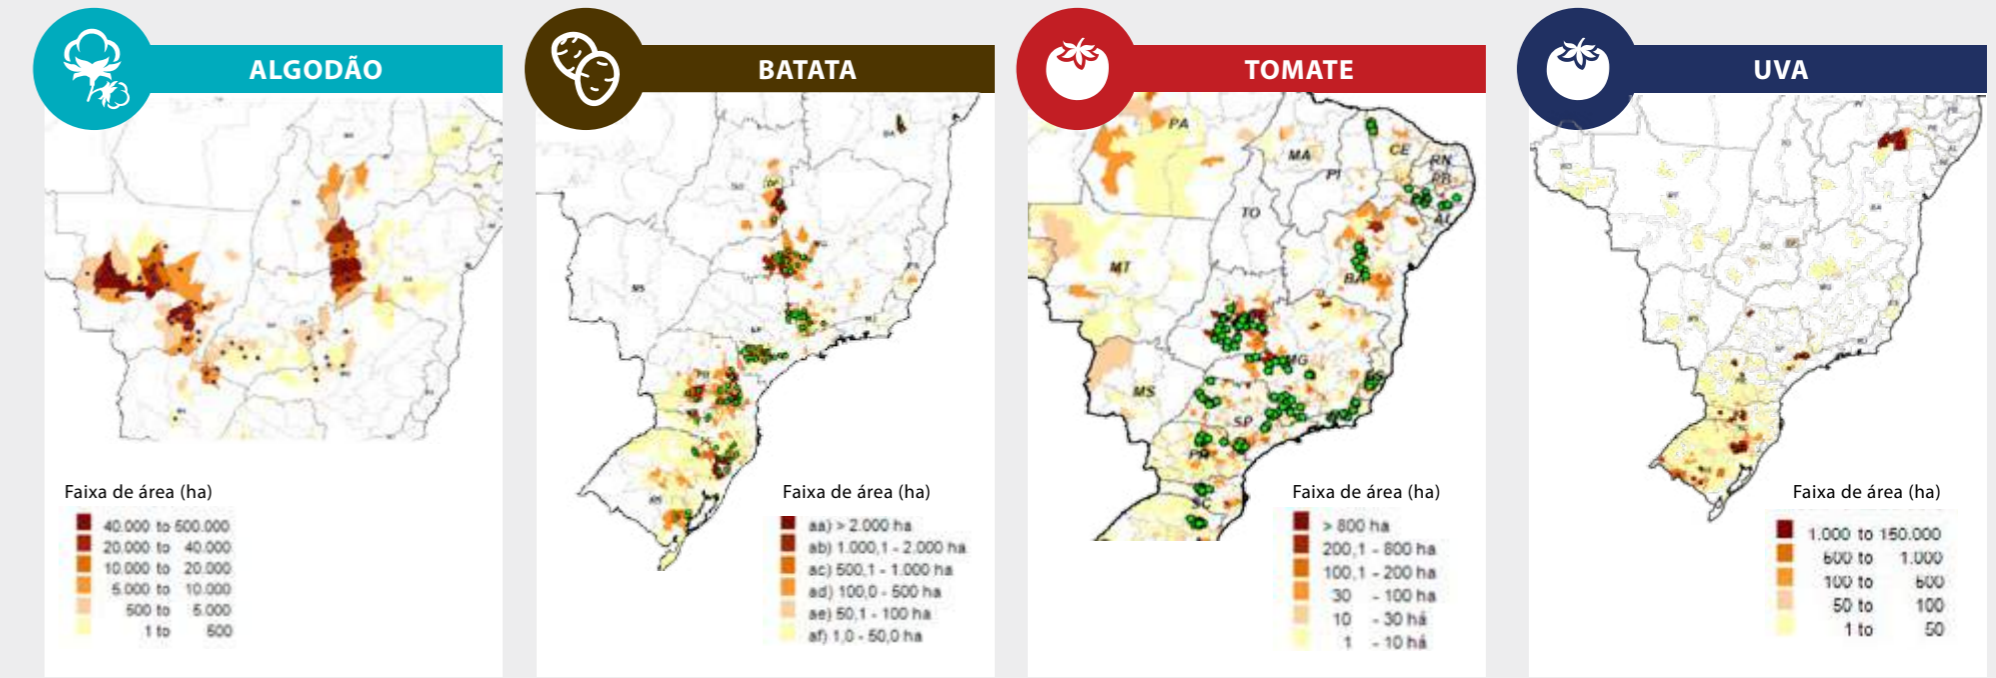 ALGODÃO
Faixa de área (ha)
40.000 to 500.000
20.000 to 40.000
10.000 to 20.000
5.000 to 10.000
500 to 5.000
1 to 500
BATATA
MS
Faixa de área (ha)
aa) > 2.000 ha
ab) 1.000,1 - 2.000 ha
ac) 500,1 - 1.000 ha
ad) 100,0 - 500 ha
ae) 50,1 - 100 ha
af) 1,0 - 50,0 ha
TOMATE
PA
MA
CE
RN
PB
PI
TO
AL
BA
MT
MG
ES
MS
SP
PR
SC
Faixa de área (ha)
> 800 ha
200,1 - 800 ha
100,1 - 200 ha
30 - 100 ha
10 - 30 há
1 - 10 há
UVA
Faixa de área (ha)
1.000 to 150.000
600 to 1.000
100 to 600
50 to 100
1 to 50